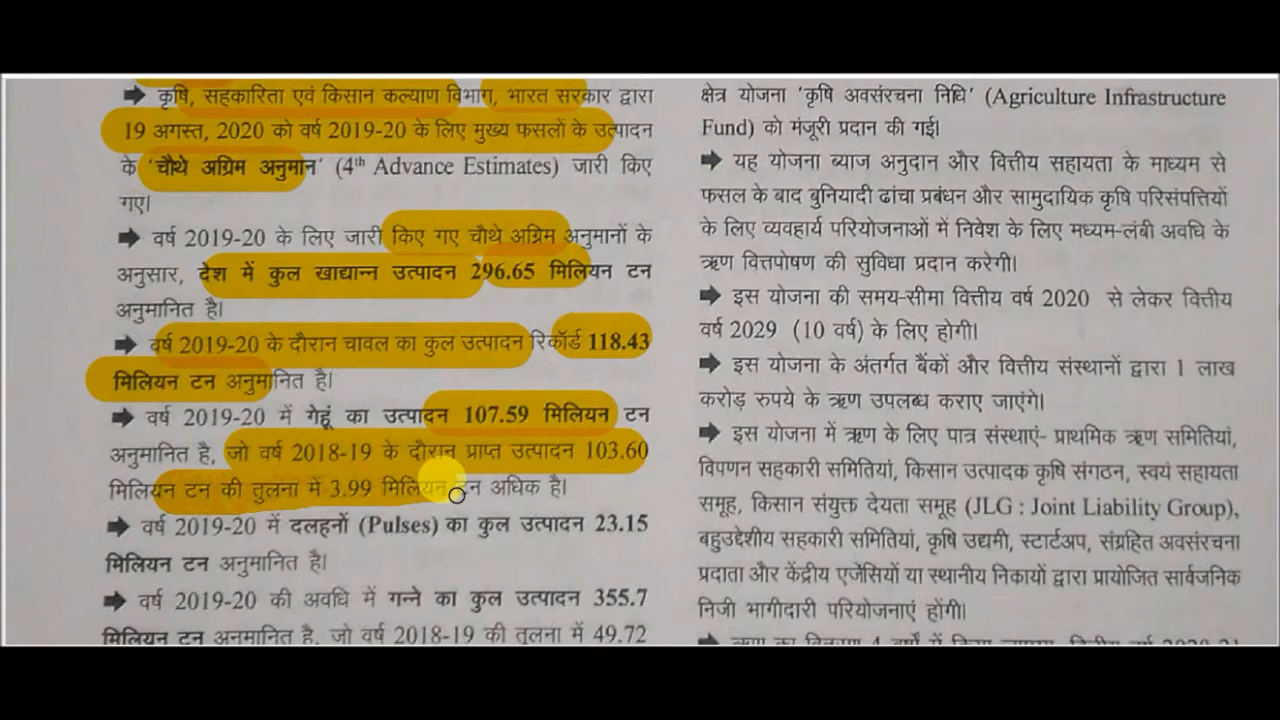 ➡ कृषि, सहकारिता एवं किसान कल्याण विभाग, भारत सरकार द्वारा
19 अगस्त, 2020 को वर्ष 2019-20 के लिए मुख्य फसलों के उत्पादन
के 'चौथे अग्रिम अनुमान' (4th Advance Estimates) जारी किए
गए।
➡ वर्ष 2019-20 के लिए जारी किए गए चौथे अग्रिम अनुमानों के
अनुसार, देश में कुल खाद्यान्न उत्पादन 296.65 मिलियन टन
अनुमानित है।
➡ वर्ष 2019-20 के दौरान चावल का कुल उत्पादन रिकॉर्ड 118.43
मिलियन टन अनुमानित है।
➡ वर्ष 2019-20 में गेहूं का उत्पादन 107.59 मिलियन टन
अनुमानित है, जो वर्ष 2018-19 के दौरान प्राप्त उत्पादन 103.60
मिलियन टन की तुलना में 3.99 मिलियन टन अधिक है।
➡ वर्ष 2019-20 में दलहनों (Pulses) का कुल उत्पादन 23.15
मिलियन टन अनुमानित है।
➡ वर्ष 2019-20 की अवधि में गन्ने का कुल उत्पादन 355.7
मिलियन टन अनुमानित है, जो वर्ष 2018-19 की तुलना में 49.72
क्षेत्र योजना 'कृषि अवसंरचना निधि' (Agriculture Infrastructure
Fund) को मंजूरी प्रदान की गई।
➡ यह योजना ब्याज अनुदान और वित्तीय सहायता के माध्यम से
फसल के बाद बुनियादी ढांचा प्रबंधन और सामुदायिक कृषि परिसंपत्तियों
के लिए व्यवहार्य परियोजनाओं में निवेश के लिए मध्यम-लंबी अवधि के
ऋण वित्तपोषण की सुविधा प्रदान करेगी।
➡ इस योजना की समय-सीमा वित्तीय वर्ष 2020 से लेकर वित्तीय
वर्ष 2029 (10 वर्ष) के लिए होगी।
➡ इस योजना के अंतर्गत बैंकों और वित्तीय संस्थानों द्वारा 1 लाख
करोड़ रुपये के ऋण उपलब्ध कराए जाएंगे।
➡ इस योजना में ऋण के लिए पात्र संस्थाएं- प्राथमिक ऋण समितियां,
विपणन सहकारी समितियां, किसान उत्पादक कृषि संगठन, स्वयं सहायता
समूह, किसान संयुक्त देयता समूह (JLG : Joint Liability Group),
बहुउद्देशीय सहकारी समितियां, कृषि उद्यमी, स्टार्टअप, संग्रहित अवसंरचना
प्रदाता और केंद्रीय एजेंसियों या स्थानीय निकायों द्वारा प्रायोजित सार्वजनिक
निजी भागीदारी परियोजनाएं होंगी।